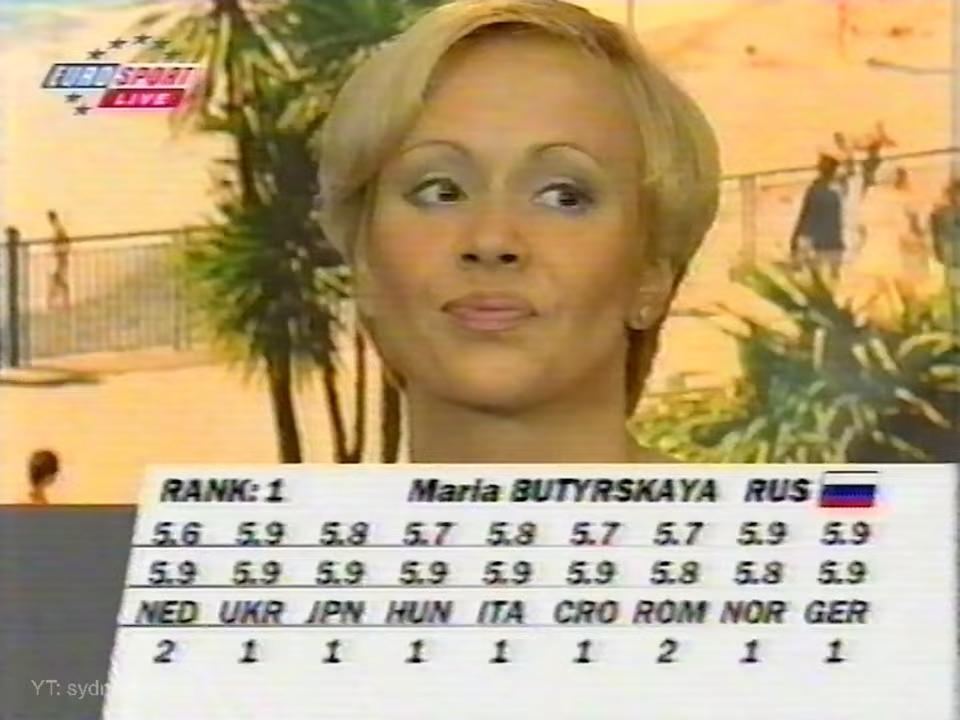 EUROSPORT
LIVE
RANK: 1 Maria BUTYRSKAYA RUS
5.6 5.9 5.8 5.7 5.8 5.7 5.7 5.9 5.9
5.9 5.9 5.9 5.9 5.9 5.9 5.8 5.8 5.9
NED UKR JPN HUN ITA CRO ROM NOR GER
2 1 1 1 1 1 2 1 1
YT: